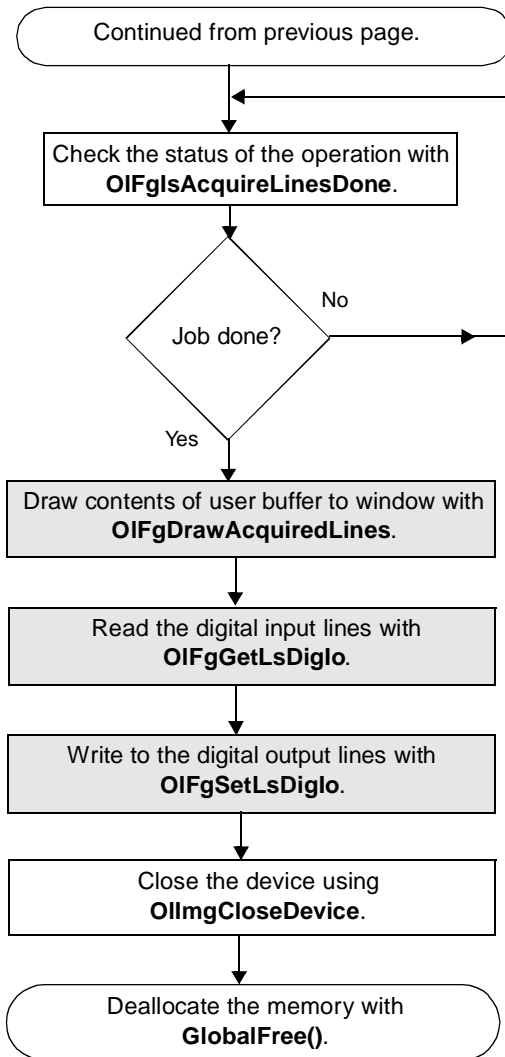 Continued from previous page.
Check the status of the operation with
OlFgIsAcquireLinesDone.
No
Job done?
Yes
Draw contents of user buffer to window with
OlFgDrawAcquiredLines.
Read the digital input lines with
OlFgGetLsDigIo.
Write to the digital output lines with
OlFgSetLsDigIo.
Close the device using
OlImgCloseDevice.
Deallocate the memory with
GlobalFree().